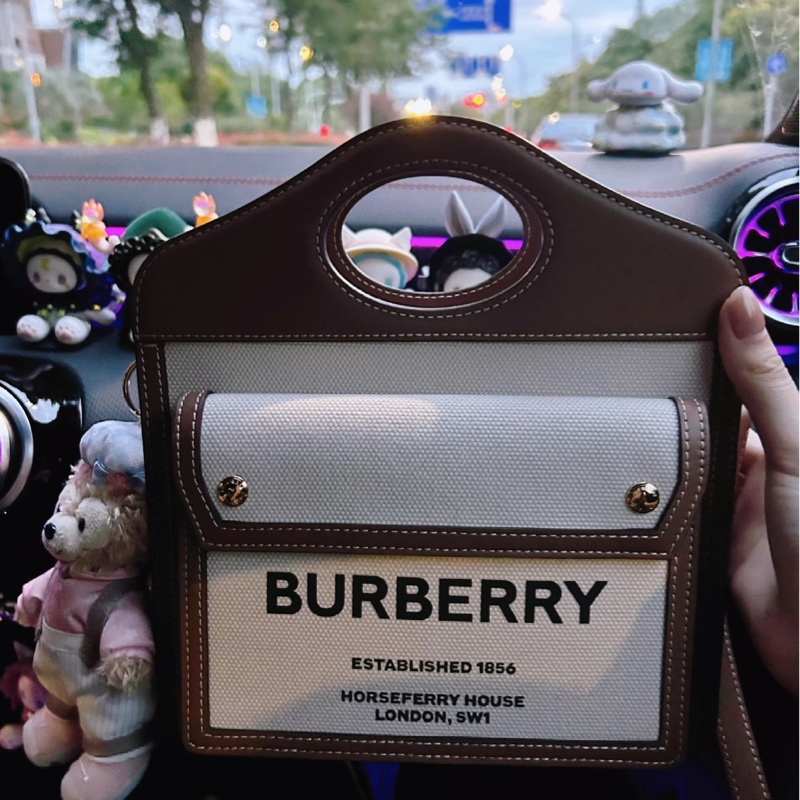 BURBERRY
ESTABLISHED 1856
HORSEFERRY HOUSE
LONDON, SW1